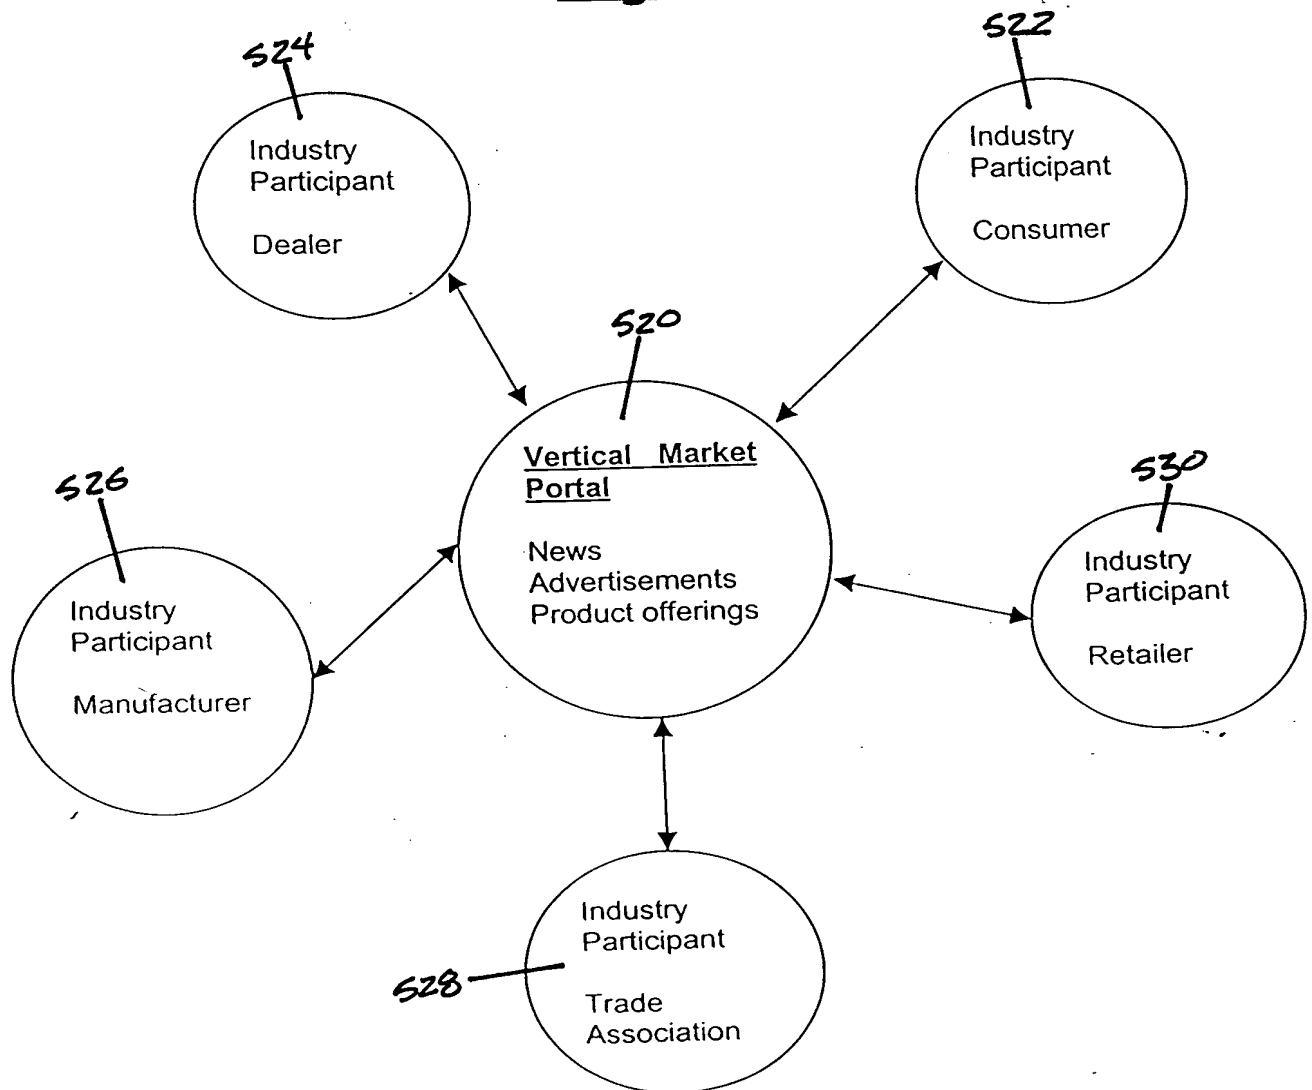 524
522
Industry
Participant
Dealer
Industry
Participant
Consumer
520
Vertical Market
Portal
News
Advertisements
Product offerings
526
Industry
Participant
Manufacturer
530
Industry
Participant
Retailer
528
Industry
Participant
Trade
Association